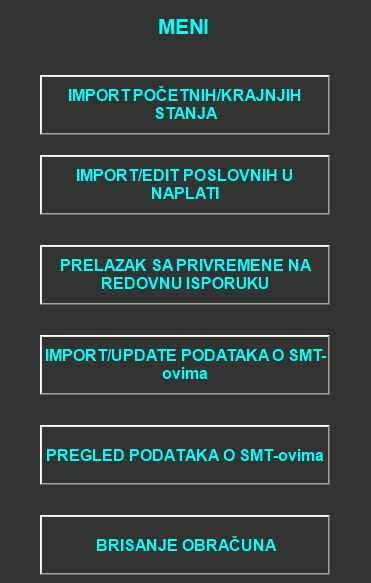 MENI
IMPORT POČETNIH/KRAJNJIH
STANJA
IMPORT/EDIT POSLOVNIH U
NAPLATI
PRELAZAK SA PRIVREMENE NA
REDOVNU ISPORUKU
IMPORT/UPDATE PODATAKA O SMT-
ovima
PREGLED PODATAKA O SMT-ovima
BRISANJE OBRAČUNA